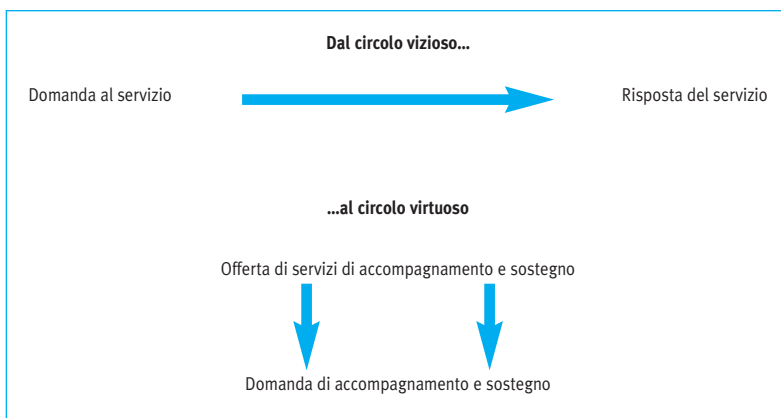 Dal circolo vizioso...
Domanda al servizio
Risposta del servizio
...al circolo virtuoso
Offerta di servizi di accompagnamento e sostegno
Domanda di accompagnamento e sostegno